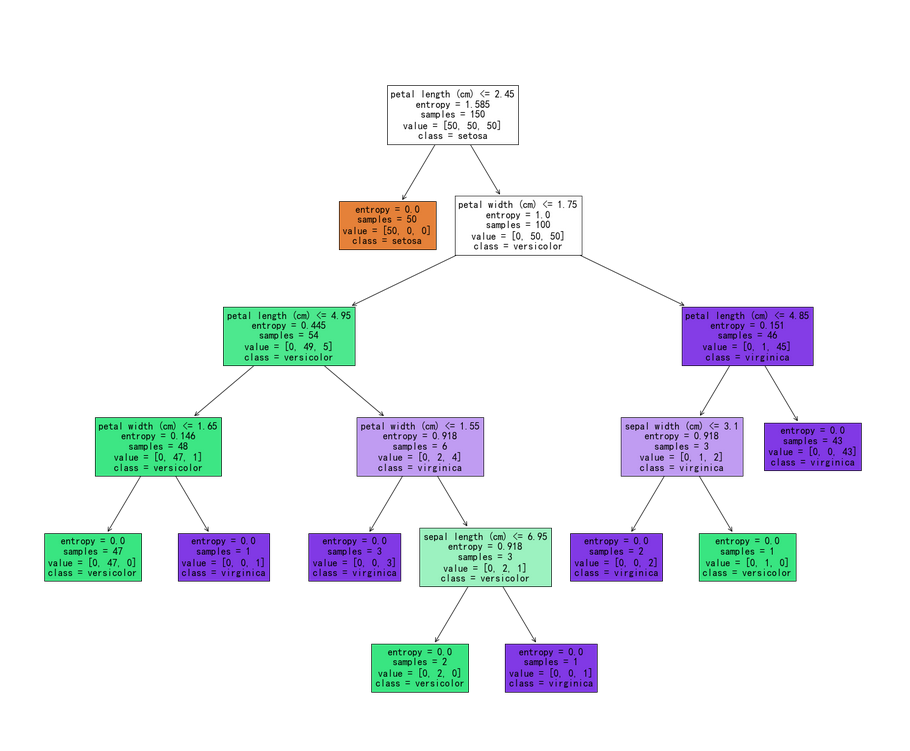 petal length (cm) <= 2.45
entropy = 1.585
samples = 150
value = [50, 50, 50]
class = setosa
entropy = 0.0
samples = 50
value = [50, 0, 0]
class = setosa
petal width (cm) <= 1.75
entropy = 1.0
samples = 100
value = [0, 50, 50]
class = versicolor
petal length (cm) <= 4.95
entropy = 0.445
samples = 54
value = [0, 49, 5]
class = versicolor
petal length (cm) <= 4.85
entropy = 0.151
samples = 46
value = [0, 1, 45]
class = virginica
petal width (cm) <= 1.65
entropy = 0.146
samples = 48
value = [0, 47, 1]
class = versicolor
petal width (cm) <= 1.55
entropy = 0.918
samples = 6
value = [0, 2, 4]
class = virginica
sepal width (cm) <= 3.1
entropy = 0.918
samples = 3
value = [0, 1, 2]
class = virginica
entropy = 0.0
samples = 43
value = [0, 0, 43]
class = virginica
entropy = 0.0
samples = 47
value = [0, 47, 0]
class = versicolor
entropy = 0.0
samples = 1
value = [0, 0, 1]
class = virginica
entropy = 0.0
samples = 3
value = [0, 0, 3]
class = virginica
sepal length (cm) <= 6.95
entropy = 0.918
samples = 3
value = [0, 2, 1]
class = versicolor
entropy = 0.0
samples = 2
value = [0, 0, 2]
class = virginica
entropy = 0.0
samples = 1
value = [0, 1, 0]
class = versicolor
entropy = 0.0
samples = 2
value = [0, 2, 0]
class = versicolor
entropy = 0.0
samples = 1
value = [0, 0, 1]
class = virginica